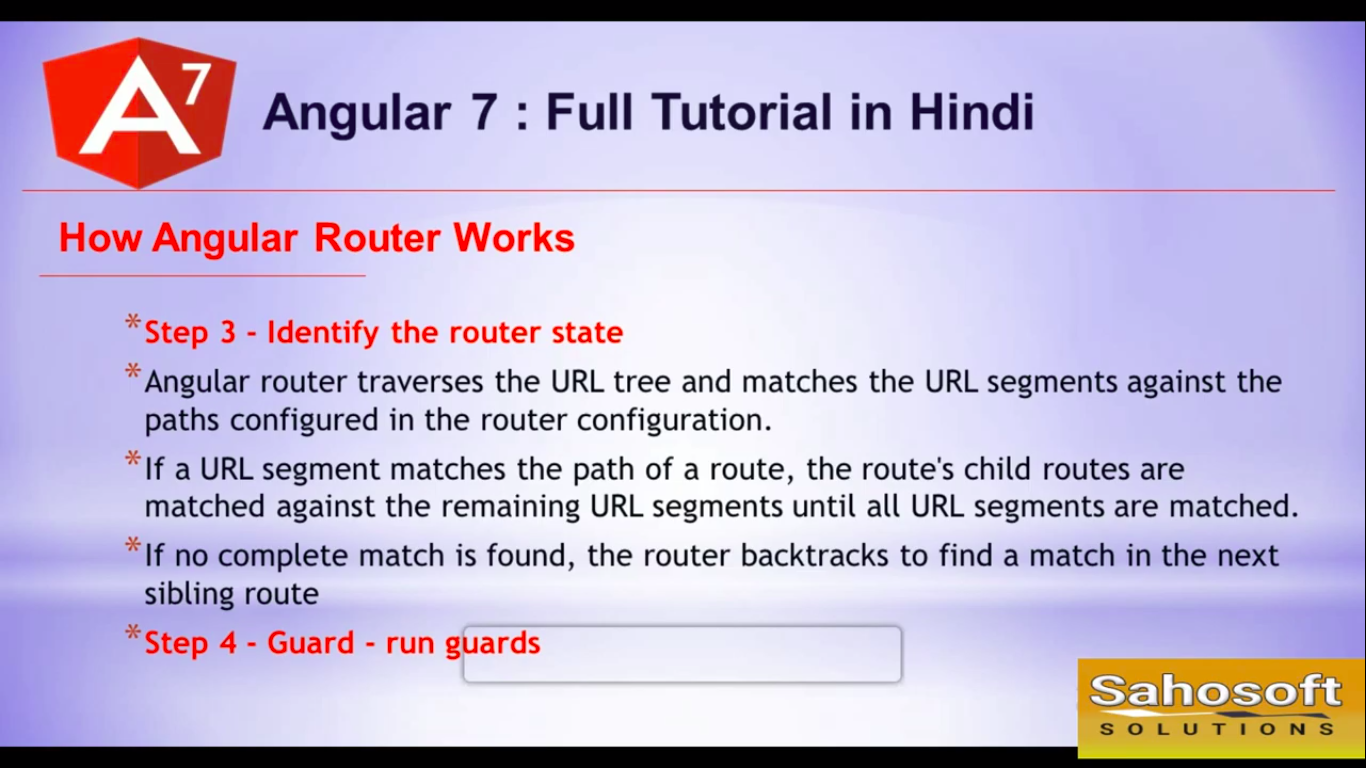 A7
Angular 7 : Full Tutorial in Hindi
How Angular Router Works
*Step 3 - Identify the router state
*Angular router traverses the URL tree and matches the URL segments against the
paths configured in the router configuration.
*If a URL segment matches the path of a route, the route's child routes are
matched against the remaining URL segments until all URL segments are matched.
*If no complete match is found, the router backtracks to find a match in the next
sibling route
*Step 4 - Guard - run guards
Sahosoft
SOLUTIONS